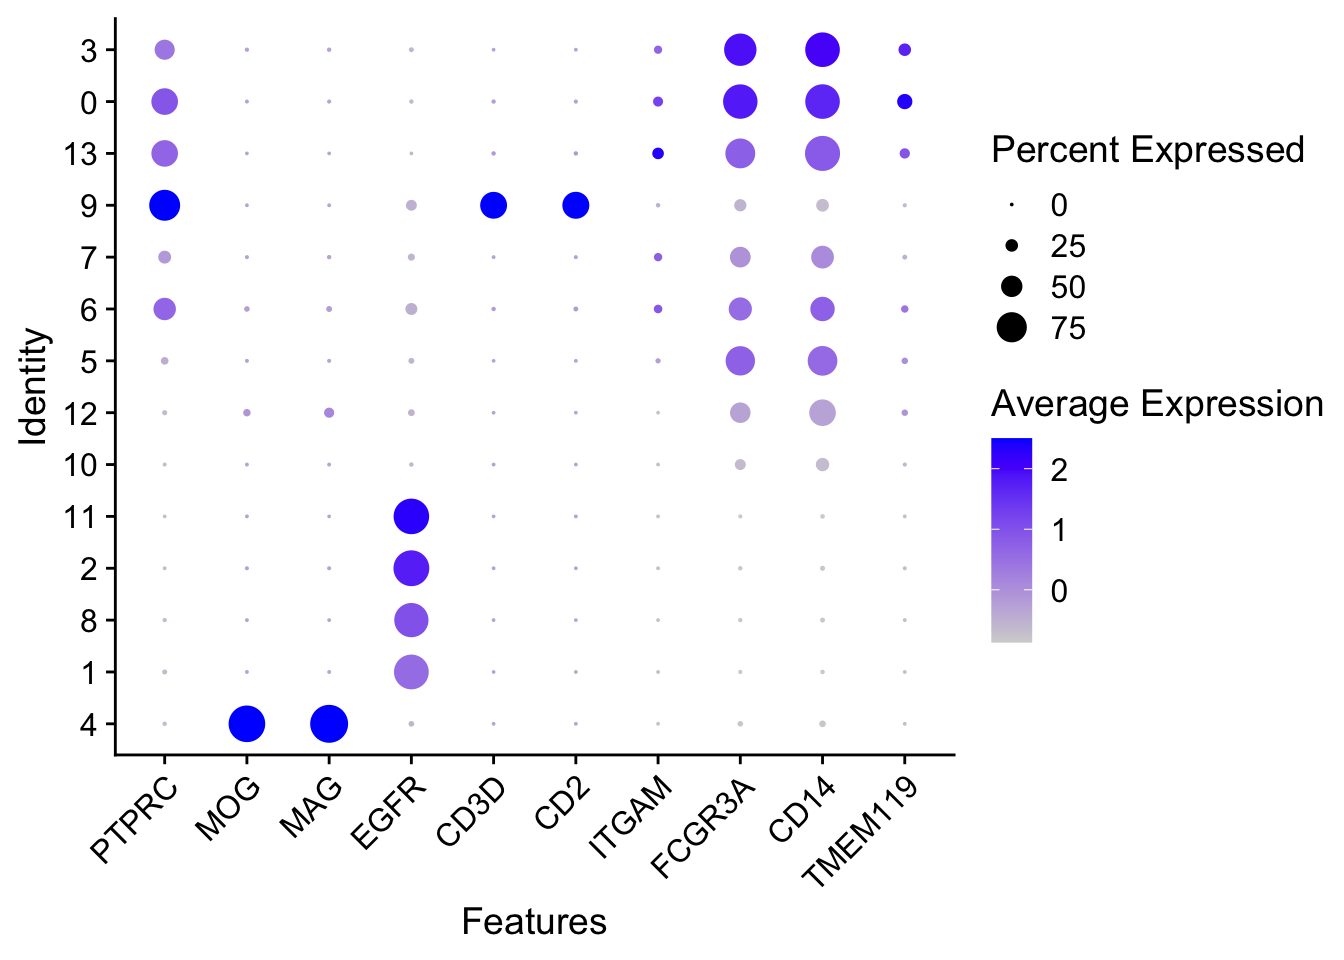 3
0
13
9
7
6
5
12
10
11
2
8
1
4
Identity
PTPRC
MOG
MAG
EGFR
CD3D
CD2
ITGAM
FCGR3A
CD14
TMEM119
Features
Percent Expressed
0
25
50
75
Average Expression
2
1
0